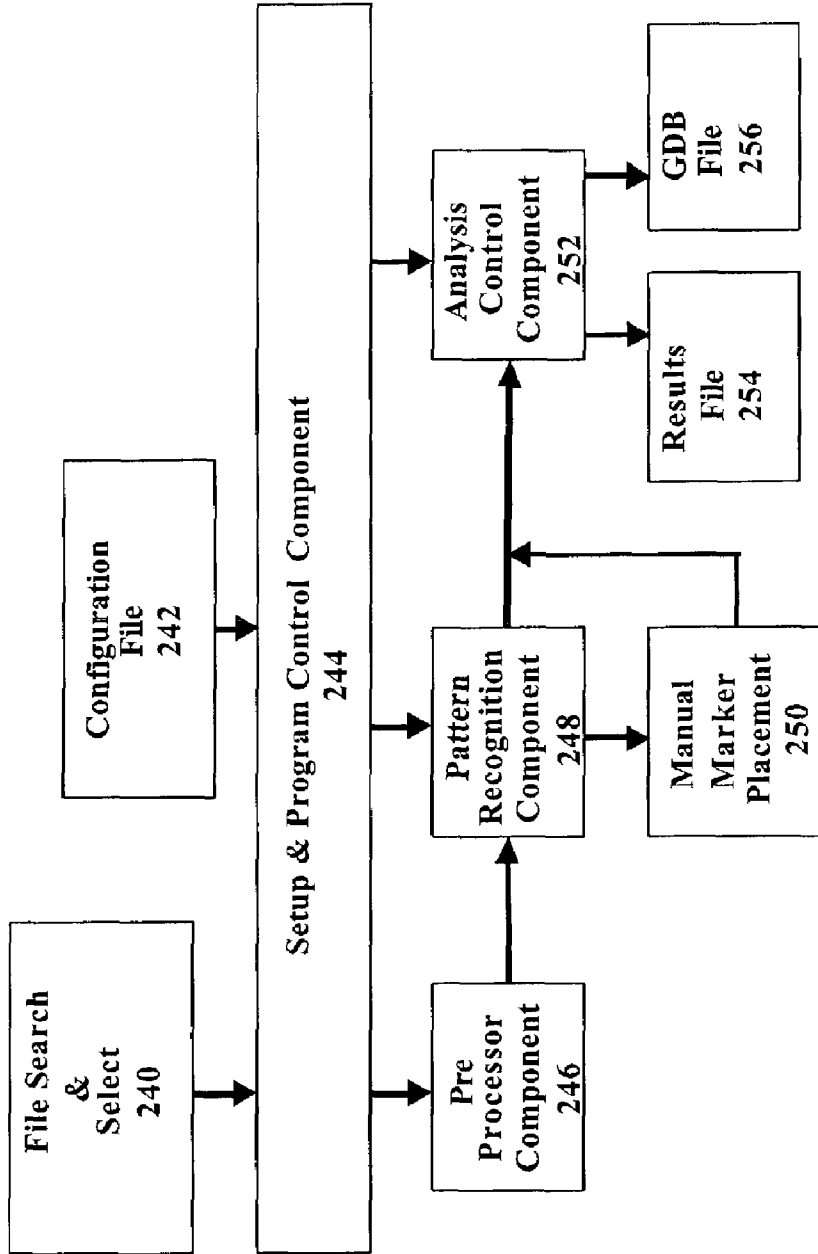 File Search
&
Select
240
Configuration
File
242
Setup & Program Control Component
244
Pre
Processor
Component
246
Pattern
Recognition
Component
248
Analysis
Control
Component
252
Manual
Marker
Placement
250
Results
File
254
GDB
File
256